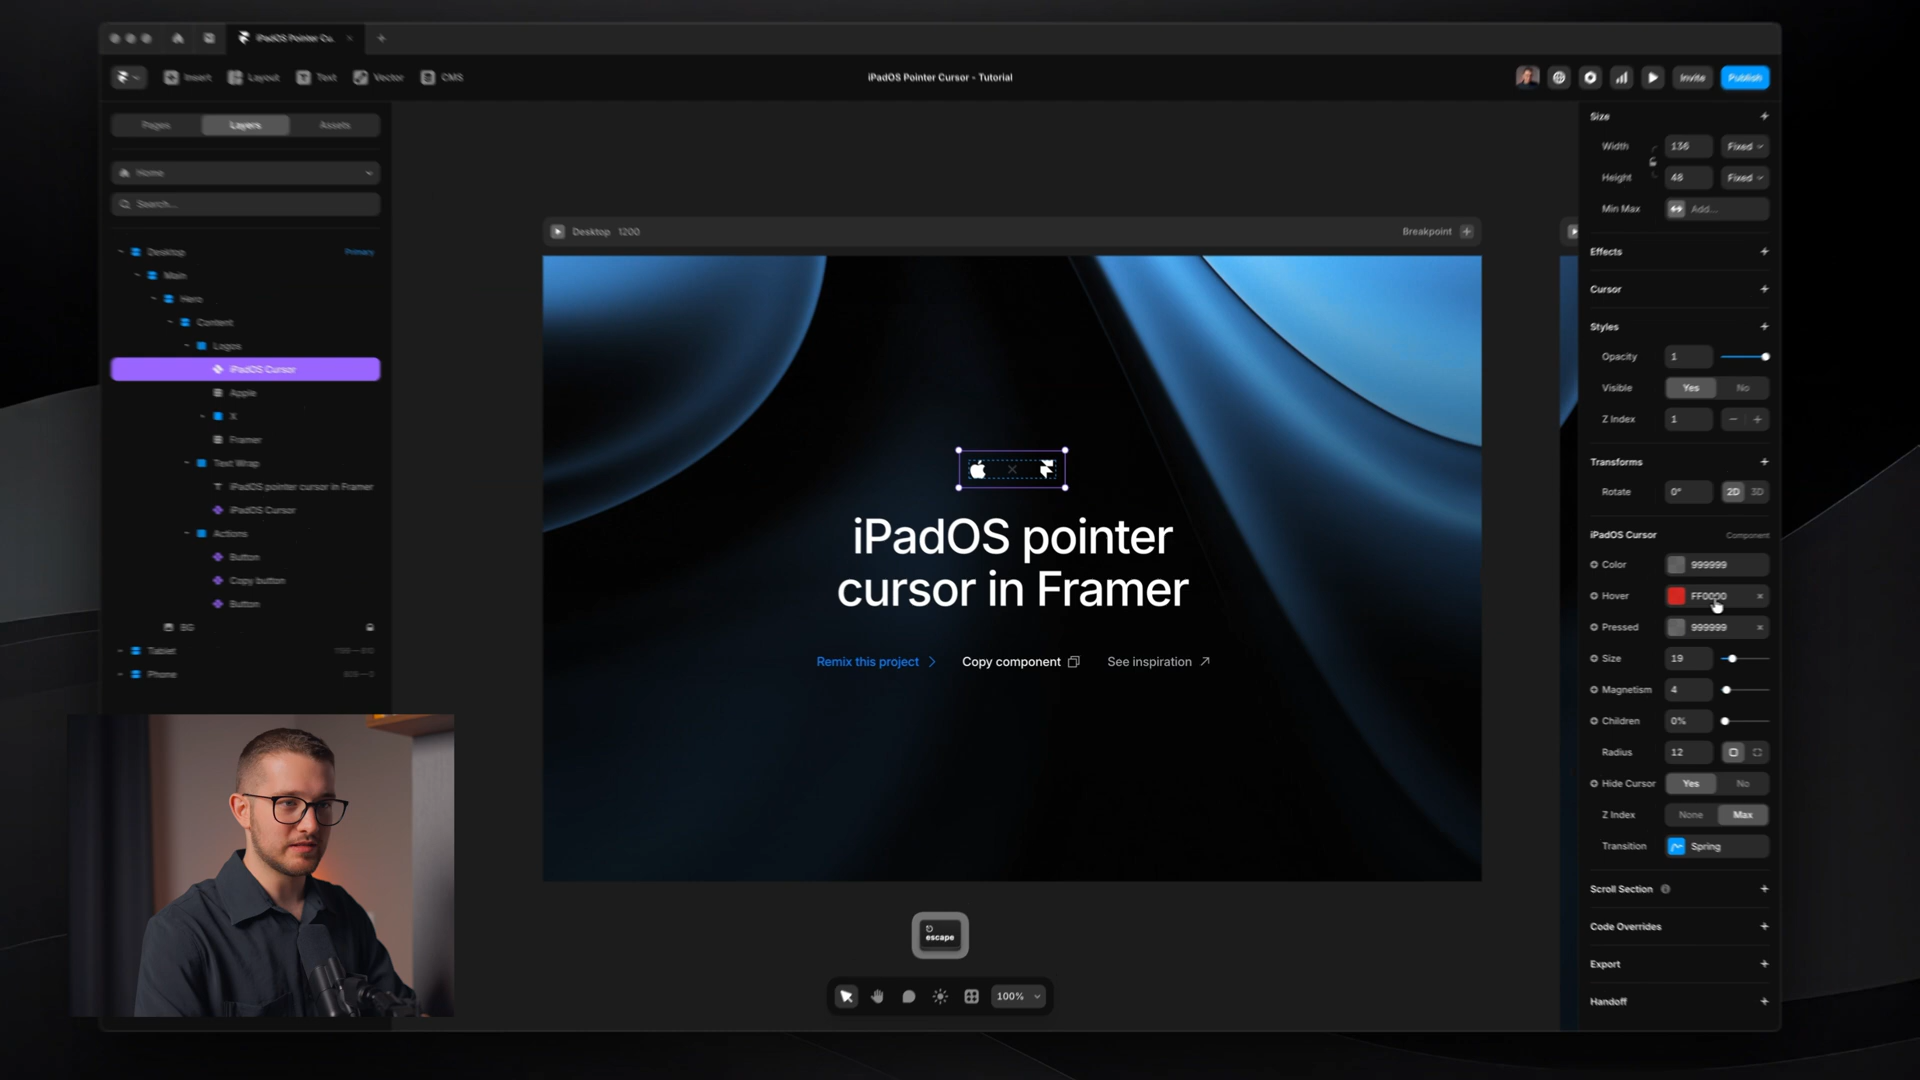 iPadOS Pointer Cu.
Insert
Layout
Text
Vector
CMS
iPadOS Pointer Cursor - Tutorial
Invite
Publish
Pages
Layers
Assets
Home
Search...
Desktop
Primary
Main
Hero
Content
Logos
iPadOS Cursor
Apple
X
Framer
Text Wrap
iPadOS pointer cursor in Framer
iPadOS Cursor
Actions
Button
Copy button
Button
BG
Tablet
Phone
Desktop 1200
Breakpoint
iPadOS pointer
cursor in Framer
Remix this project
Copy component
See inspiration
escape
100%
Size
Width 136 Fixed
Height 48 Fixed
Min Max Add...
Effects
Cursor
Styles
Opacity 1
Visible Yes No
Z Index 1
Transforms
Rotate 0° 2D 3D
iPadOS Cursor Component
Color 999999
Hover FF0000
Pressed 999999
Size 19
Magnetism 4
Children 0%
Radius 12
Hide Cursor Yes No
Z Index None Max
Transition Spring
Scroll Section
Code Overrides
Export
Handoff